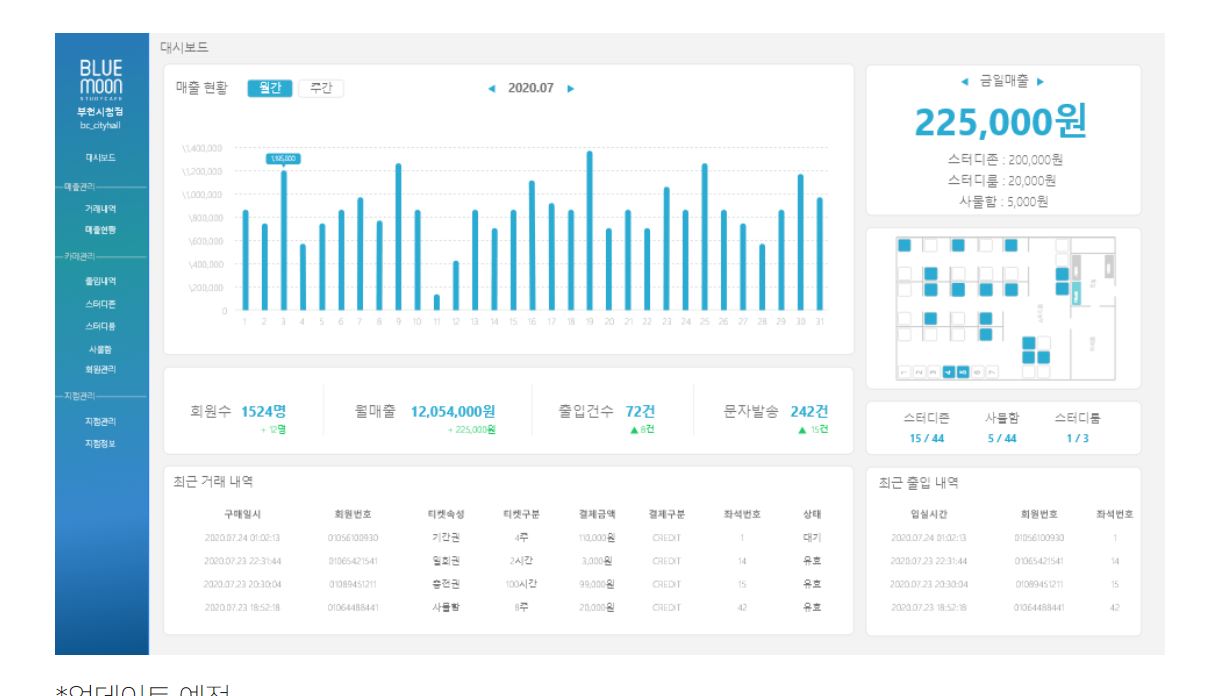 BLUE
moon
STUDYCAFE
부천시청점
bc_cityhall
대시보드
매출관리
거래내역
매출현황
카페관리
출입내역
스터디존
스터디룸
사물함
회원관리
지점관리
지점관리
지점정보
대시보드
매출 현황 월간 주간 ◀ 2020.07 ▶
\1,400,000
\1,195,000
\1,200,000
\1,000,000
\800,000
\600,000
\400,000
\200,000
0
1 2 3 4 5 6 7 8 9 10 11 12 13 14 15 16 17 18 19 20 21 22 23 24 25 26 27 28 29 30 31
◀ 금일매출 ▶
225,000원
스터디존 : 200,000원
스터디룸 : 20,000원
사물함 : 5,000원
1 2 3 4 5 6 7
회원수 1524명
+ 12명
월매출 12,054,000원
+ 225,000원
출입건수 72건
▲ 8건
문자발송 242건
▲ 15건
스터디존 사물함 스터디룸
15 / 44 5 / 44 1 / 3
최근 거래 내역
구매일시 회원번호 티켓속성 티켓구분 결제금액 결제구분 좌석번호 상태
2020.07.24 01:02:13 01056100930 기간권 4주 110,000원 CREDIT 1 대기
2020.07.23 22:31:44 01065421541 일회권 2시간 3,000원 CREDIT 14 유효
2020.07.23 20:30:04 01089451211 충전권 100시간 99,000원 CREDIT 15 유효
2020.07.23 18:52:18 01064488441 사물함 8주 20,000원 CREDIT 42 유효
최근 출입 내역
입실시간 회원번호 좌석번호
2020.07.24 01:02:13 01056100930 1
2020.07.23 22:31:44 01065421541 14
2020.07.23 20:30:04 01089451211 15
2020.07.23 18:52:18 01064488441 42
*업데이트 예정